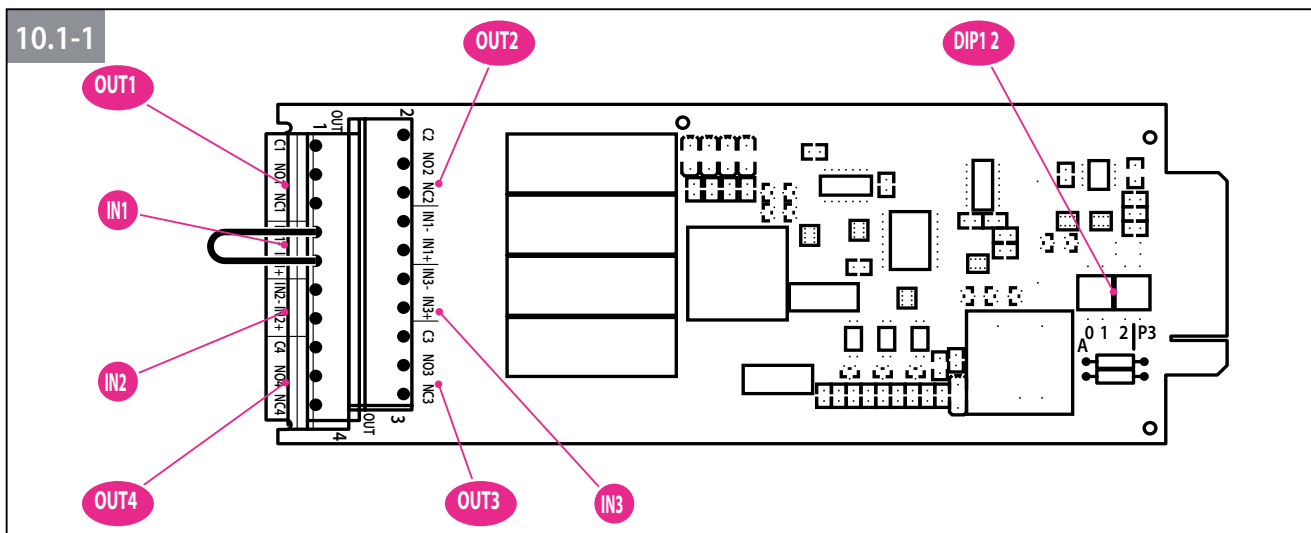 10.1-1
OUT1
OUT2
DIP1 2
IN1
IN2
OUT4
OUT3
IN3
OUT
1
2
C1 NO1 NC1
IN1+
IN2- IN2+
C4 NO4 NC4
C2 NO2 NC2
IN1- IN1+
IN3- IN3+
C3 NO3 NC3
4
OUT
3
0 1 2 P3
A